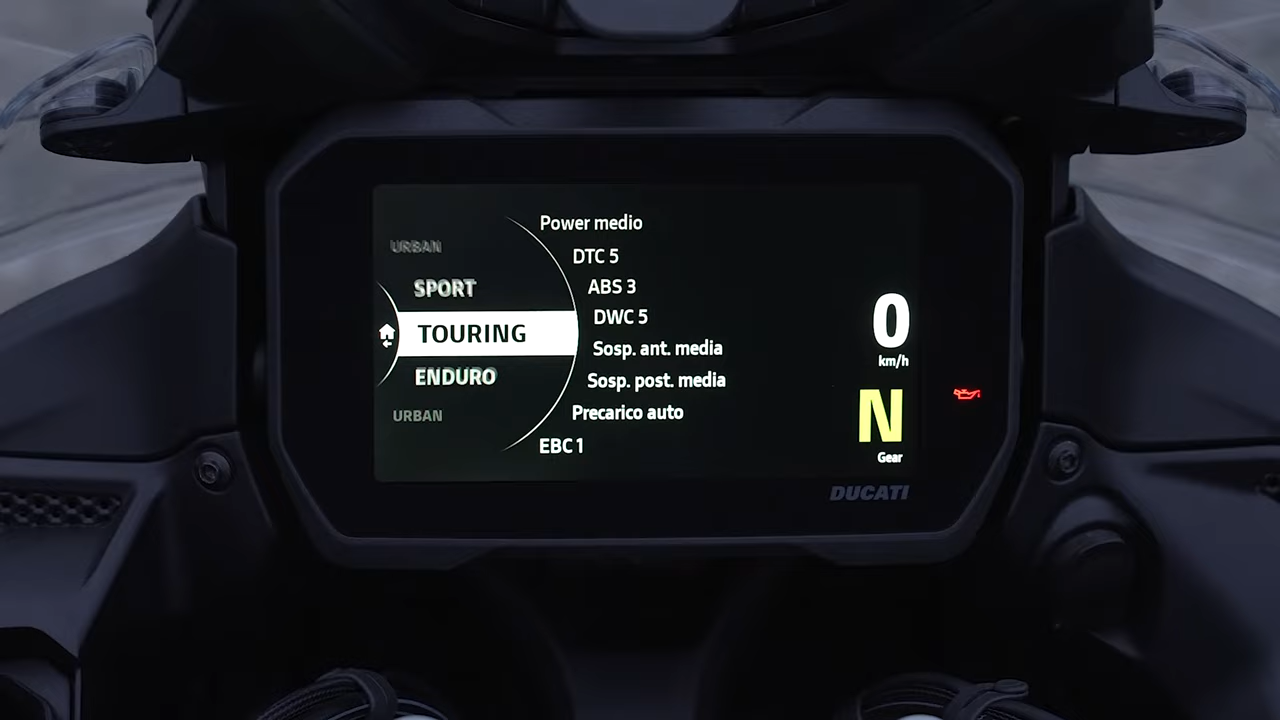 URBAN
SPORT
TOURING
ENDURO
URBAN
Power medio
DTC 5
ABS 3
DWC 5
Sosp. ant. media
Sosp. post. media
Precarico auto
EBC 1
0
km/h
N
Gear
DUCATI